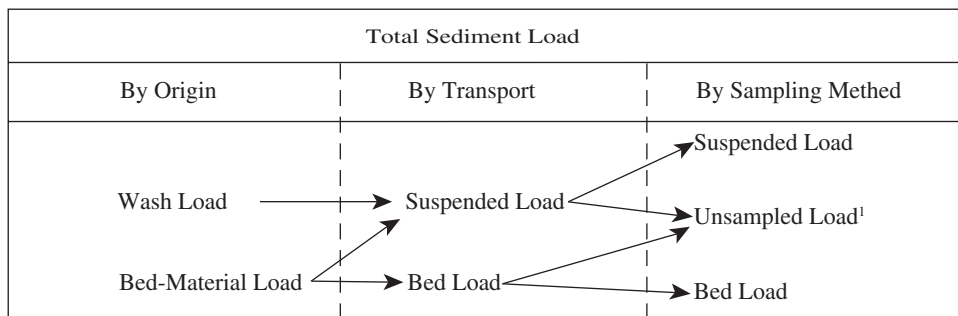 Total Sediment Load
By Origin By Transport By Sampling Methed
Suspended Load
Wash Load Suspended Load
Unsampled Load¹
Bed-Material Load Bed Load
Bed Load